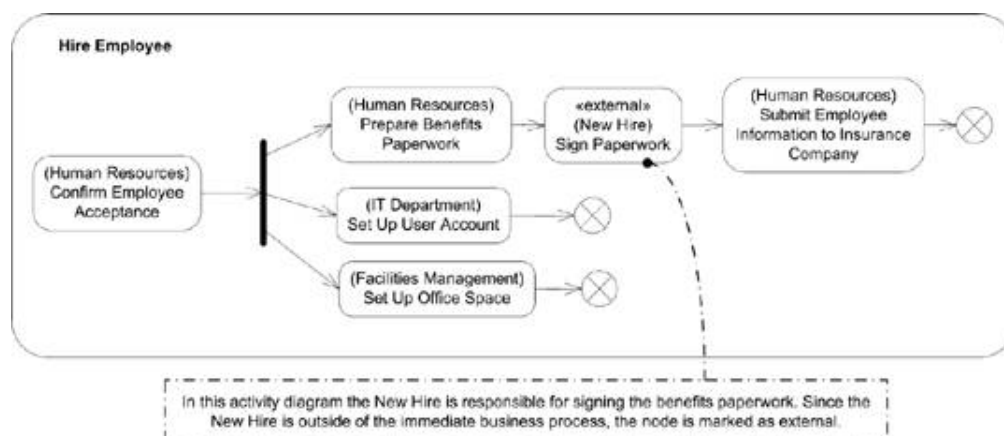 Hire Employee
(Human Resources)
Prepare Benefits
Paperwork
«external»
(New Hire)
Sign Paperwork
(Human Resources)
Submit Employee
Information to Insurance
Company
(Human Resources)
Confirm Employee
Acceptance
(IT Department)
Set Up User Account
(Facilities Management)
Set Up Office Space
In this activity diagram the New Hire is responsible for signing the benefits paperwork. Since the
New Hire is outside of the immediate business process, the node is marked as external.